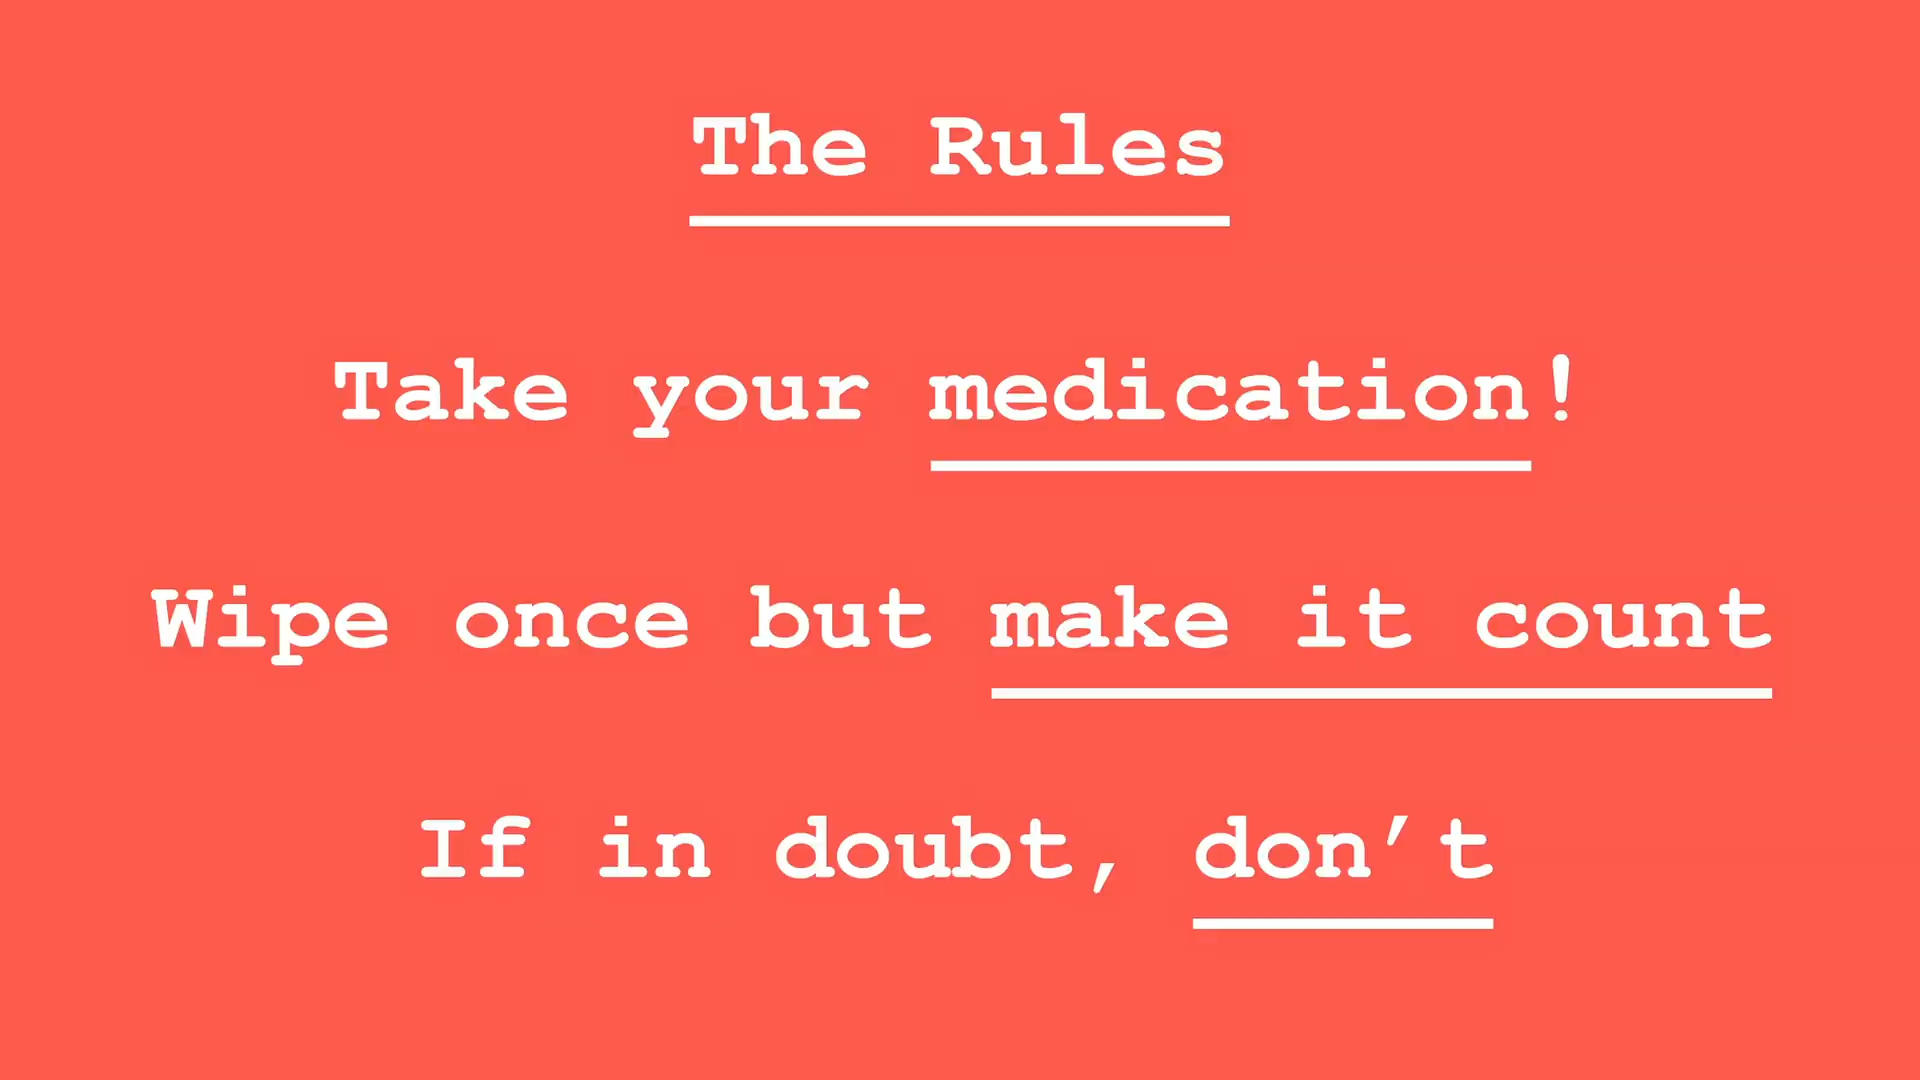 The Rules
Take your medication!
Wipe once but make it count
If in doubt, don’t